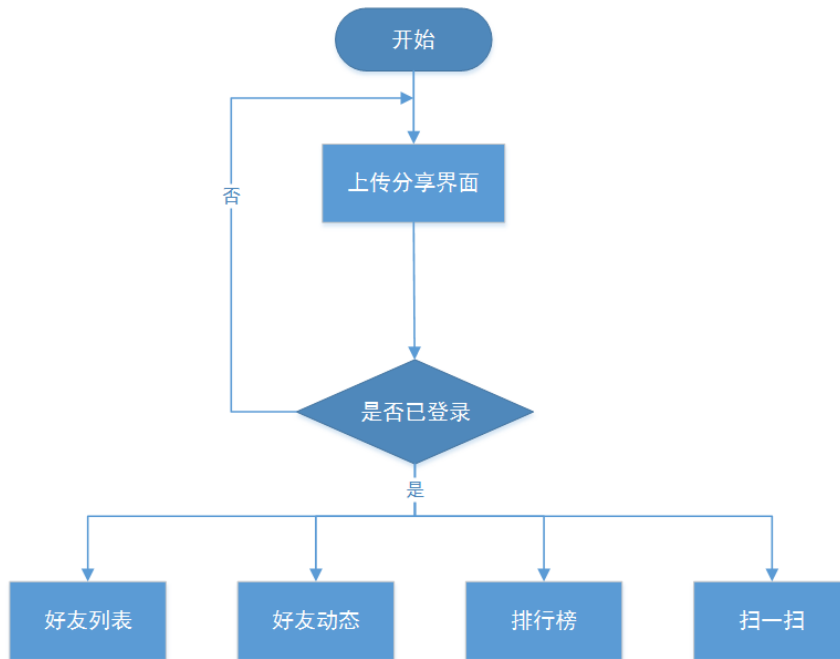 开始
上传分享界面
否
是否已登录
是
好友列表
好友动态
排行榜
扫一扫